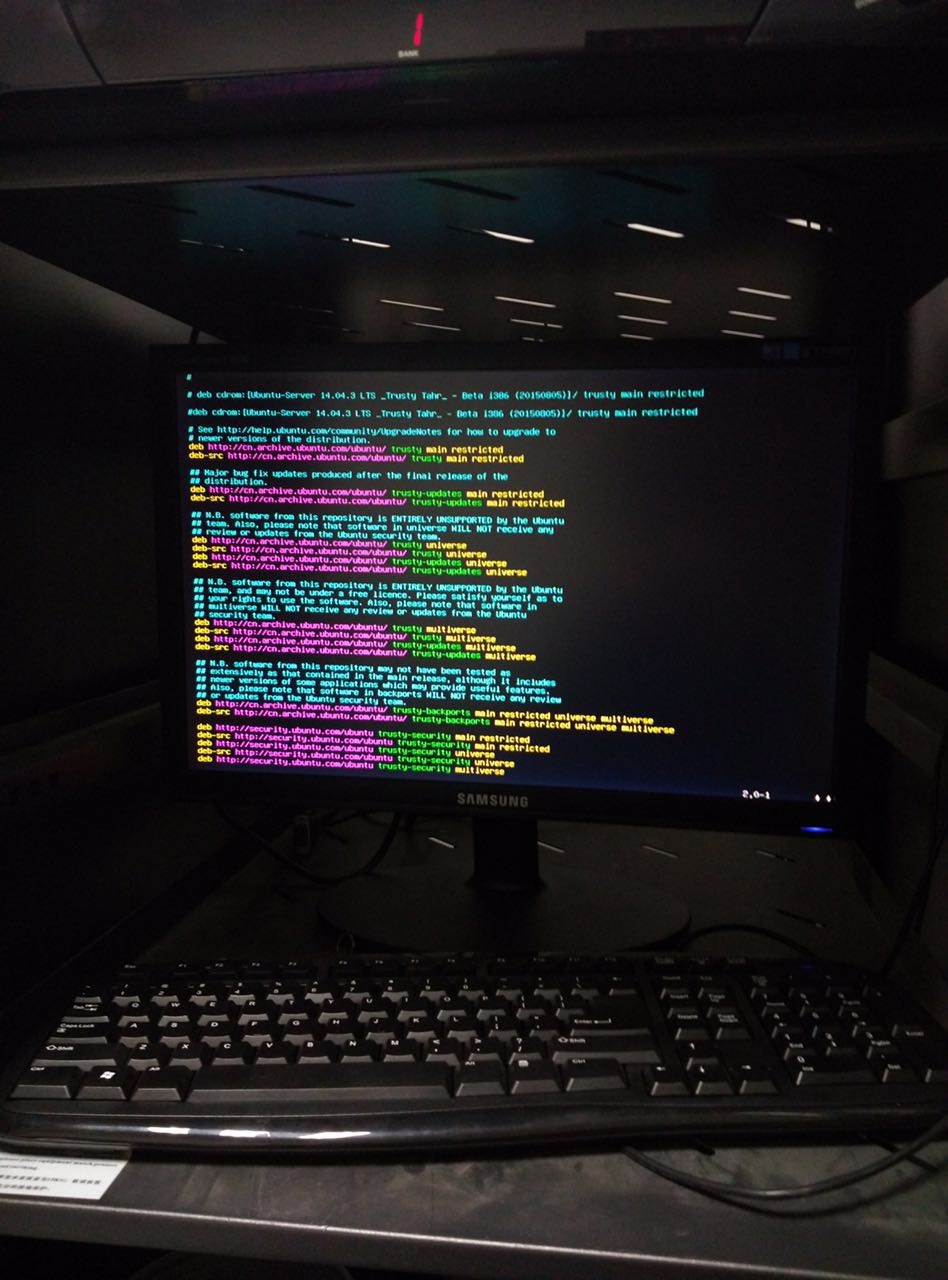 BANK
#
# deb cdrom:[Ubuntu-Server 14.04.3 LTS _Trusty Tahr_ - Beta i386 (20150805)]/ trusty main restricted
#deb cdrom:[Ubuntu-Server 14.04.3 LTS _Trusty Tahr_ - Beta i386 (20150805)]/ trusty main restricted
# See http://help.ubuntu.com/community/UpgradeNotes for how to upgrade to
# newer versions of the distribution.
deb http://cn.archive.ubuntu.com/ubuntu/ trusty main restricted
deb-src http://cn.archive.ubuntu.com/ubuntu/ trusty main restricted
## Major bug fix updates produced after the final release of the
## distribution.
deb http://cn.archive.ubuntu.com/ubuntu/ trusty-updates main restricted
deb-src http://cn.archive.ubuntu.com/ubuntu/ trusty-updates main restricted
## N.B. software from this repository is ENTIRELY UNSUPPORTED by the Ubuntu
## team. Also, please note that software in universe WILL NOT receive any
## review or updates from the Ubuntu security team.
deb http://cn.archive.ubuntu.com/ubuntu/ trusty universe
deb-src http://cn.archive.ubuntu.com/ubuntu/ trusty universe
deb http://cn.archive.ubuntu.com/ubuntu/ trusty-updates universe
deb-src http://cn.archive.ubuntu.com/ubuntu/ trusty-updates universe
## N.B. software from this repository is ENTIRELY UNSUPPORTED by the Ubuntu
## team, and may not be under a free licence. Please satisfy yourself as to
## your rights to use the software. Also, please note that software in
## multiverse WILL NOT receive any review or updates from the Ubuntu
## security team.
deb http://cn.archive.ubuntu.com/ubuntu/ trusty multiverse
deb-src http://cn.archive.ubuntu.com/ubuntu/ trusty multiverse
deb http://cn.archive.ubuntu.com/ubuntu/ trusty-updates multiverse
deb-src http://cn.archive.ubuntu.com/ubuntu/ trusty-updates multiverse
## N.B. software from this repository may not have been tested as
## extensively as that contained in the main release, although it includes
## newer versions of some applications which may provide useful features.
## Also, please note that software in backports WILL NOT receive any review
## or updates from the Ubuntu security team.
deb http://cn.archive.ubuntu.com/ubuntu/ trusty-backports main restricted universe multiverse
deb-src http://cn.archive.ubuntu.com/ubuntu/ trusty-backports main restricted universe multiverse
deb http://security.ubuntu.com/ubuntu trusty-security main restricted
deb-src http://security.ubuntu.com/ubuntu trusty-security main restricted
deb http://security.ubuntu.com/ubuntu trusty-security universe
deb-src http://security.ubuntu.com/ubuntu trusty-security universe
deb http://security.ubuntu.com/ubuntu trusty-security multiverse
2,0-1
SAMSUNG
Q W E R T Y U
Caps Lock A S D F G H J K L Enter
Shift Z X C V B N M Shift
Ctrl Alt Alt Ctrl